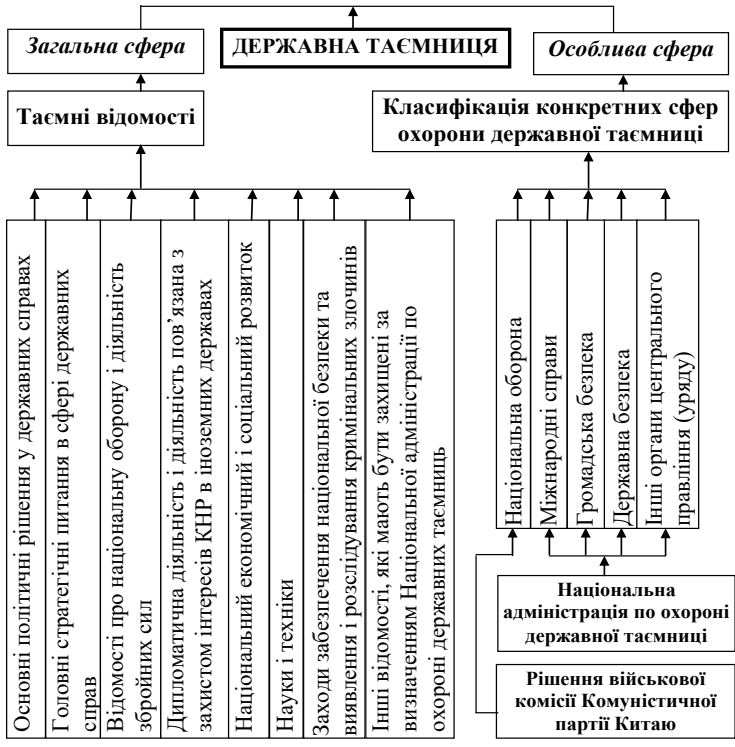 Загальна сфера
ДЕРЖАВНА ТАЄМНИЦЯ
Особлива сфера
Таємні відомості
Класифікація конкретних сфер
охорони державної таємниці
Основні політичні рішення у державних справах
Головні стратегічні питання в сфері державних
справ
Відомості про національну оборону і діяльність
збройних сил
Дипломатична діяльність і діяльність пов’язана з
захистом інтересів КНР в іноземних державах
Національний економічний і соціальний розвиток
Науки і техніки
Заходи забезпечення національної безпеки та
виявлення і розслідування кримінальних злочинів
Інші відомості, які мають бути захищені за
визначенням Національної адміністрації по
охороні державних таємниць
Національна оборона
Міжнародні справи
Громадська безпека
Державна безпека
Інші органи центрального
правління (уряду)
Національна
адміністрація по охороні
державної таємниці
Рішення військової
комісії Комуністичної
партії Китаю